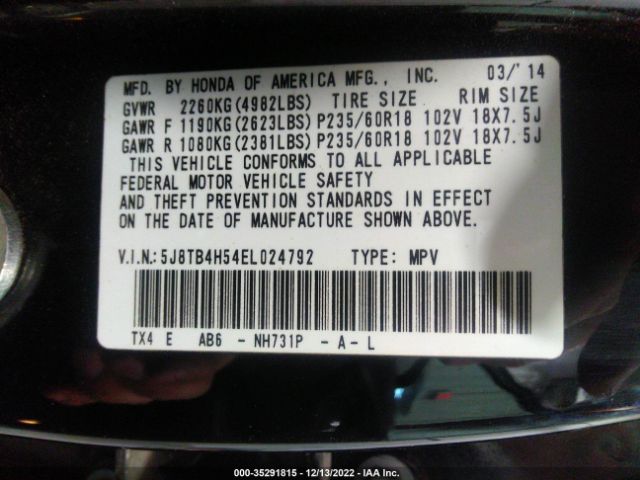 MFD. BY HONDA OF AMERICA MFG., INC. 03/'14
GVWR 2260KG(4982LBS) TIRE SIZE RIM SIZE
GAWR F 1190KG(2623LBS) P235/60R18 102V 18X7.5J
GAWR R 1080KG(2381LBS) P235/60R18 102V 18X7.5J
THIS VEHICLE CONFORMS TO ALL APPLICABLE
FEDERAL MOTOR VEHICLE SAFETY
AND THEFT PREVENTION STANDARDS IN EFFECT
ON THE DATE OF MANUFACTURE SHOWN ABOVE.
V.I.N.: 5J8TB4H54EL024792 TYPE: MPV
TX4 E AB6 - NH731P - A - L
000-35291815 - 12/13/2022 - IAA Inc.